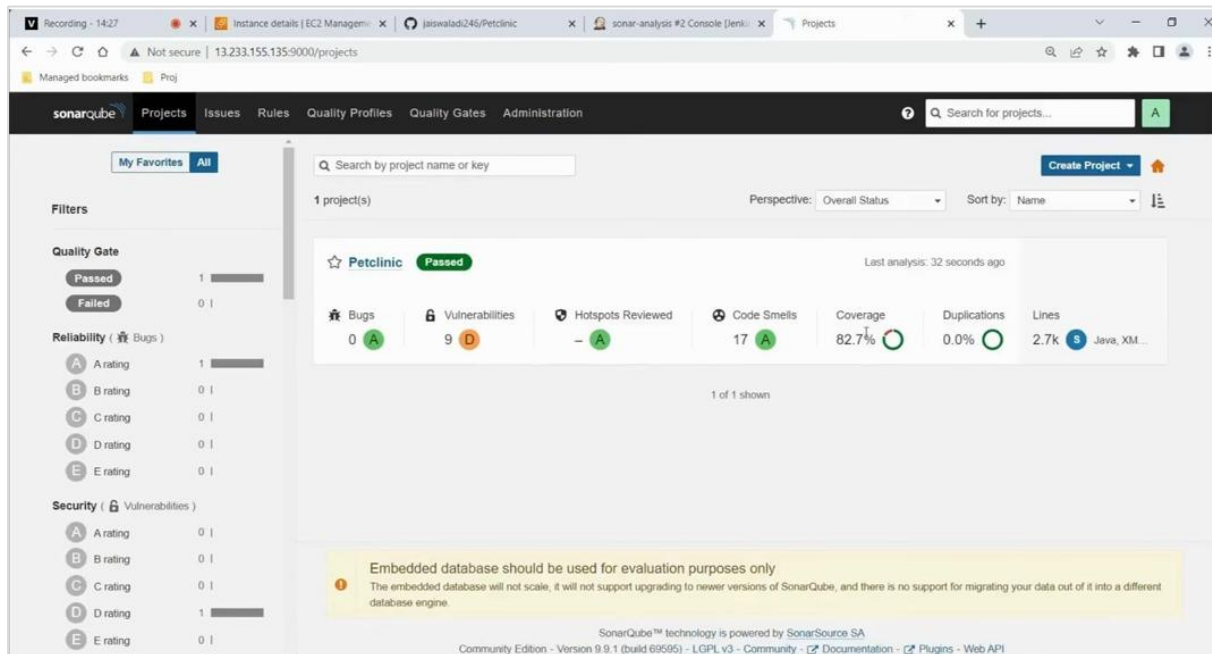 Recording - 14:27
Instance details | EC2 Manageme
jaiswaladi246/Petclinic
sonar-analysis #2 Console [Jenki
Projects
Not secure | 13.233.155.135:9000/projects
Managed bookmarks Proj
sonarqube Projects Issues Rules Quality Profiles Quality Gates Administration Search for projects... A
My Favorites All
Search by project name or key
Create Project
1 project(s)
Perspective: Overall Status
Sort by: Name
Filters
Quality Gate
Passed 1
Failed 0
Reliability ( Bugs )
A A rating 1
B B rating 0
C C rating 0
D D rating 0
E E rating 0
Security ( Vulnerabilities )
A A rating 0
B B rating 0
C C rating 0
D D rating 1
E E rating 0
Petclinic Passed
Last analysis: 32 seconds ago
Bugs Vulnerabilities Hotspots Reviewed Code Smells Coverage Duplications Lines
0 A 9 D – A 17 A 82.7% 0.0% 2.7k S Java, XM...
1 of 1 shown
Embedded database should be used for evaluation purposes only
The embedded database will not scale, it will not support upgrading to newer versions of SonarQube, and there is no support for migrating your data out of it into a different
database engine.
SonarQube™ technology is powered by SonarSource SA
Community Edition - Version 9.9.1 (build 69595) - LGPL v3 - Community - Documentation - Plugins - Web API